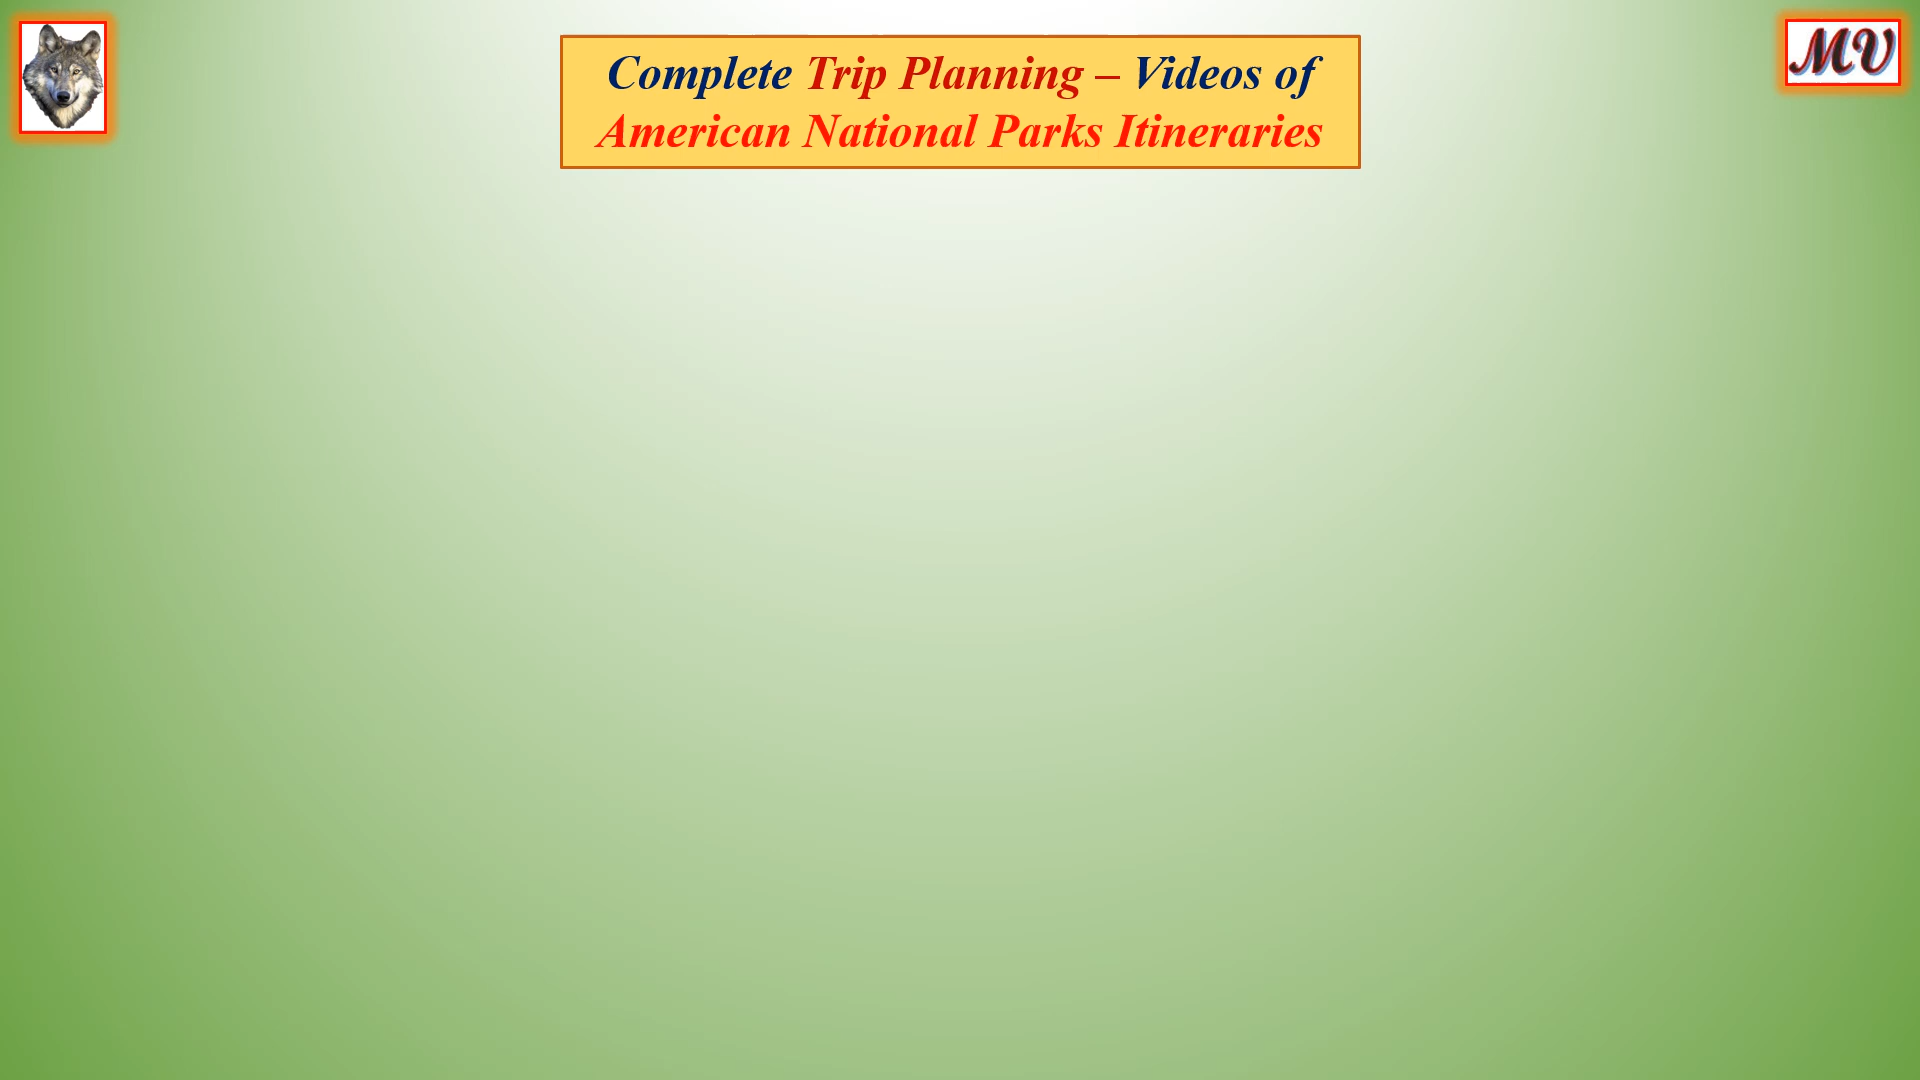 Complete Trip Planning – Videos of
American National Parks Itineraries
MV